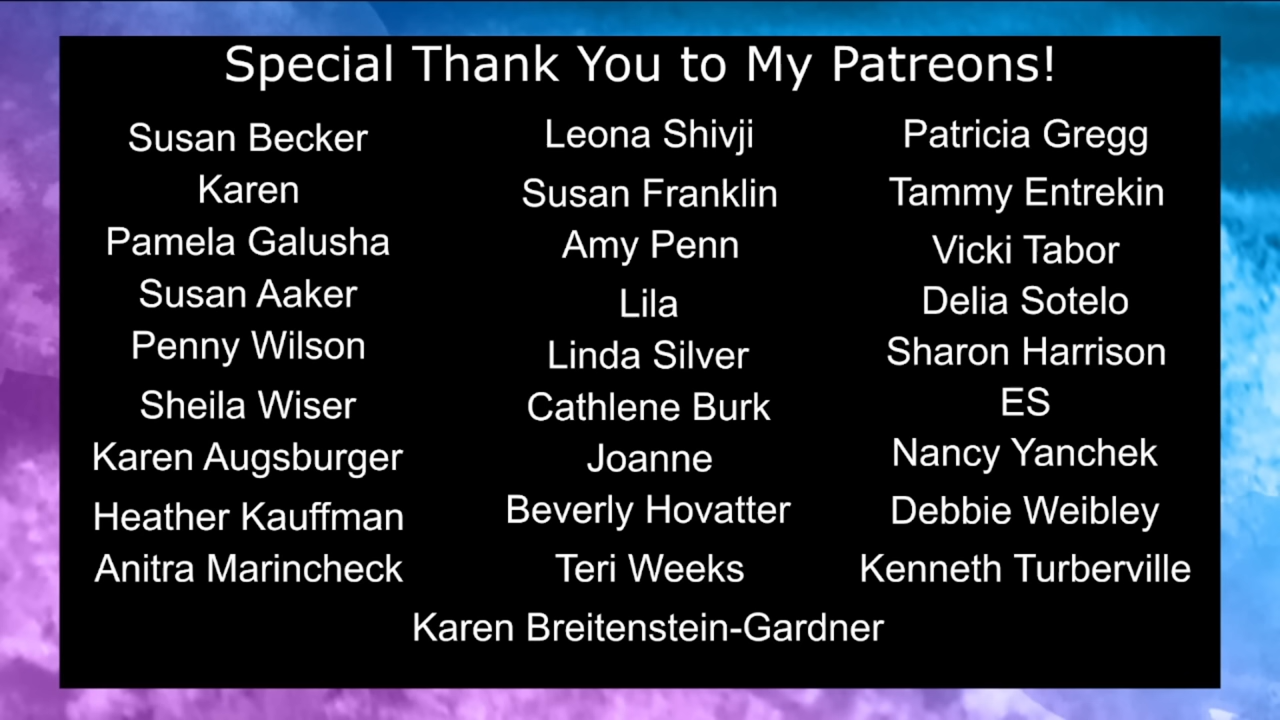 Special Thank You to My Patreons!
Susan Becker
Karen
Pamela Galusha
Susan Aaker
Penny Wilson
Sheila Wiser
Karen Augsburger
Heather Kauffman
Anitra Marincheck
Leona Shivji
Susan Franklin
Amy Penn
Lila
Linda Silver
Cathlene Burk
Joanne
Beverly Hovatter
Teri Weeks
Patricia Gregg
Tammy Entrekin
Vicki Tabor
Delia Sotelo
Sharon Harrison
ES
Nancy Yanchek
Debbie Weibley
Kenneth Turberville
Karen Breitenstein-Gardner